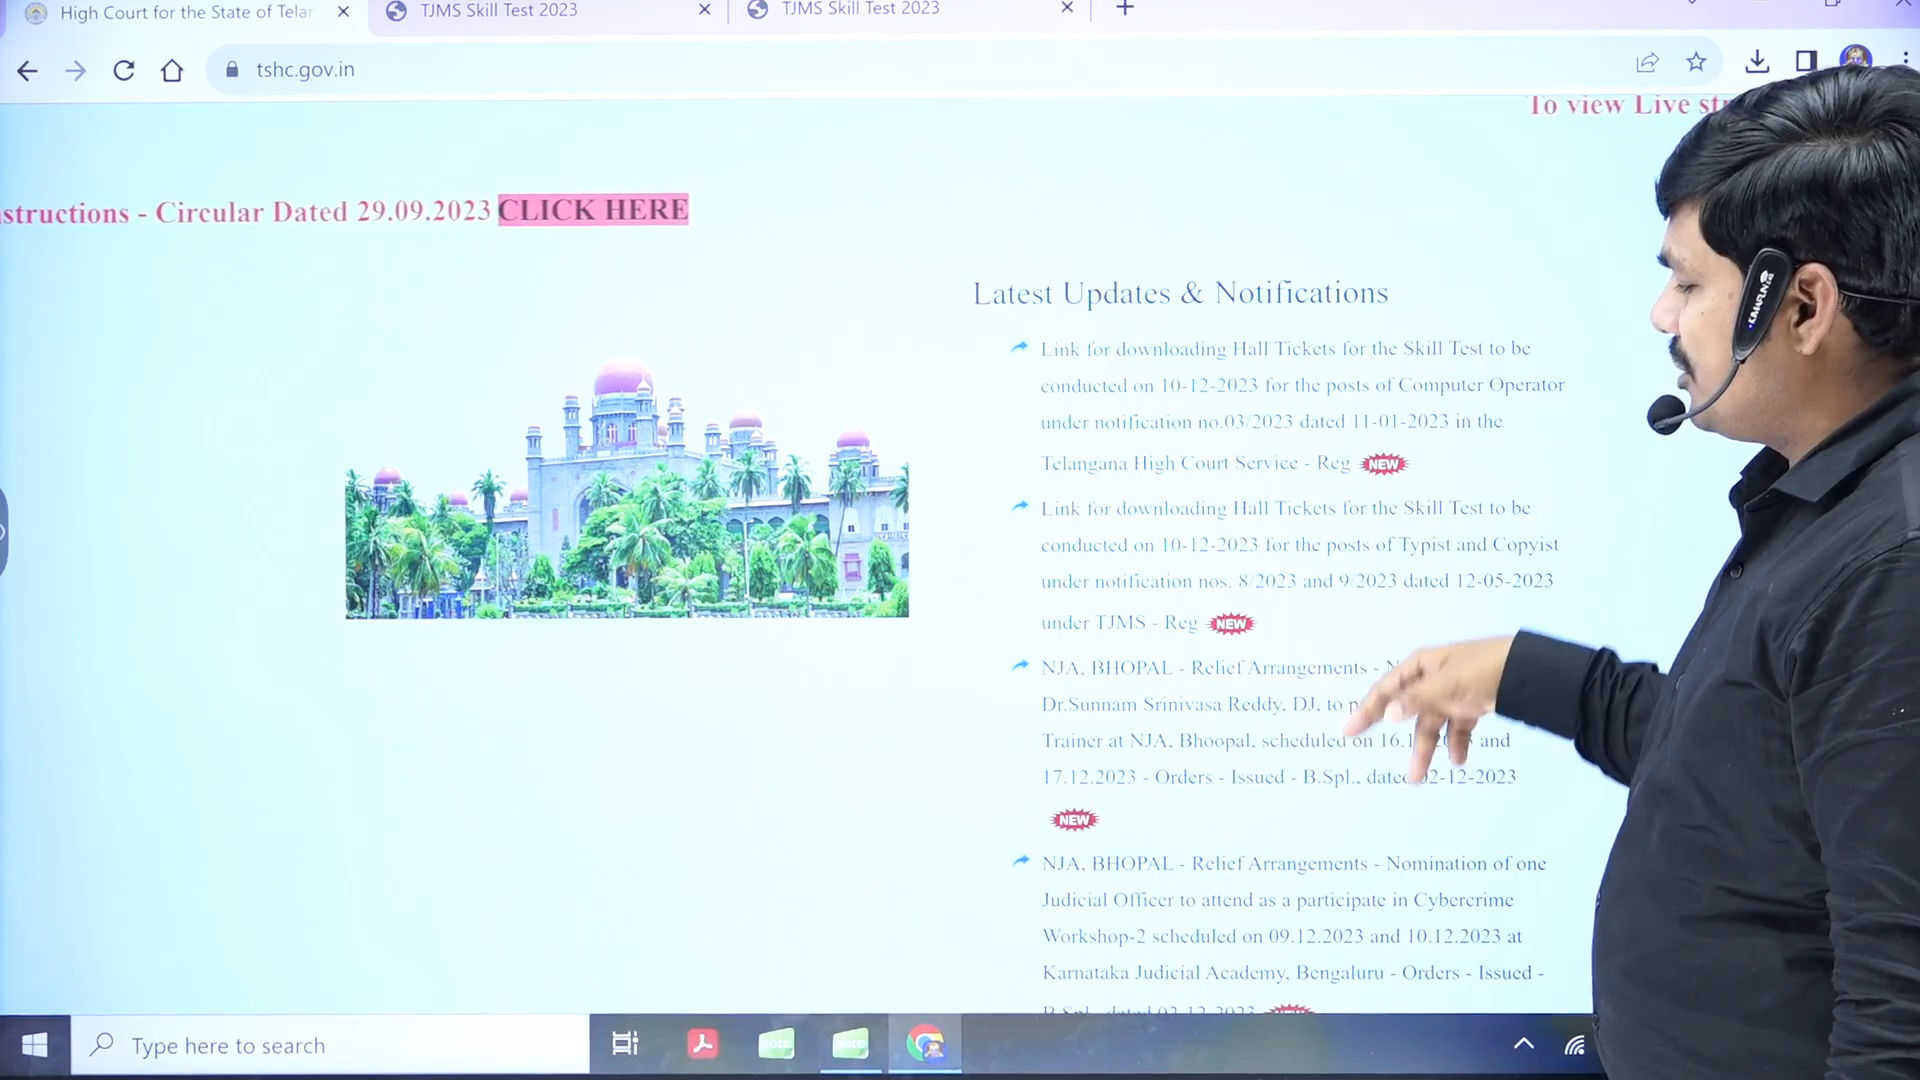 High Court for the State of Telan
TJMS Skill Test 2023
TJMS Skill Test 2023
tshc.gov.in
To view Live
structions - Circular Dated 29.09.2023 CLICK HERE
Latest Updates & Notifications
Link for downloading Hall Tickets for the Skill Test to be
conducted on 10-12-2023 for the posts of Computer Operator
under notification no.03/2023 dated 11-01-2023 in the
Telangana High Court Service - Reg NEW
Link for downloading Hall Tickets for the Skill Test to be
conducted on 10-12-2023 for the posts of Typist and Copyist
under notification nos. 8/2023 and 9/2023 dated 12-05-2023
under TJMS - Reg NEW
NJA, BHOPAL - Relief Arrangements -
Dr.Sunnam Srinivasa Reddy, DJ, to
Trainer at NJA, Bhoopal, scheduled on and
17.12.2023 - Orders - Issued - B.Spl., dated 02-12-2023
NEW
NJA, BHOPAL - Relief Arrangements - Nomination of one
Judicial Officer to attend as a participate in Cybercrime
Workshop-2 scheduled on 09.12.2023 and 10.12.2023 at
Karnataka Judicial Academy, Bengaluru - Orders - Issued -
Type here to search